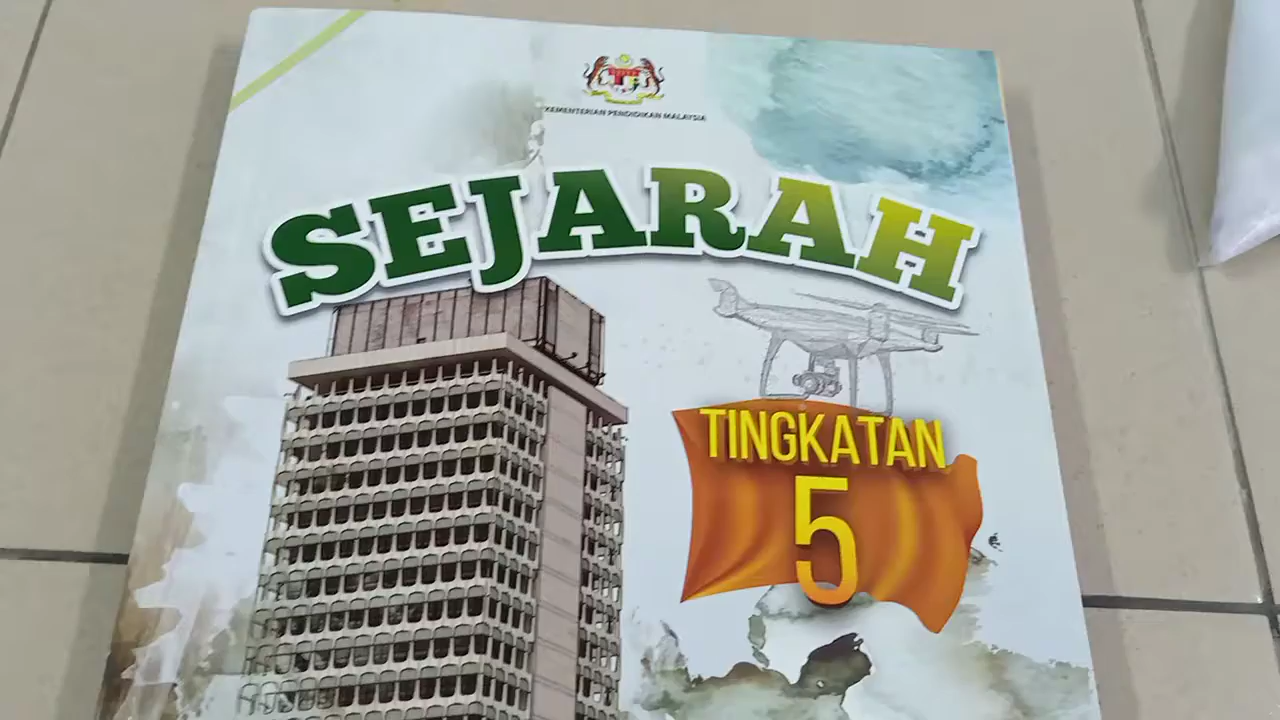 KEMENTERIAN PENDIDIKAN MALAYSIA
SEJARAH
TINGKATAN
5